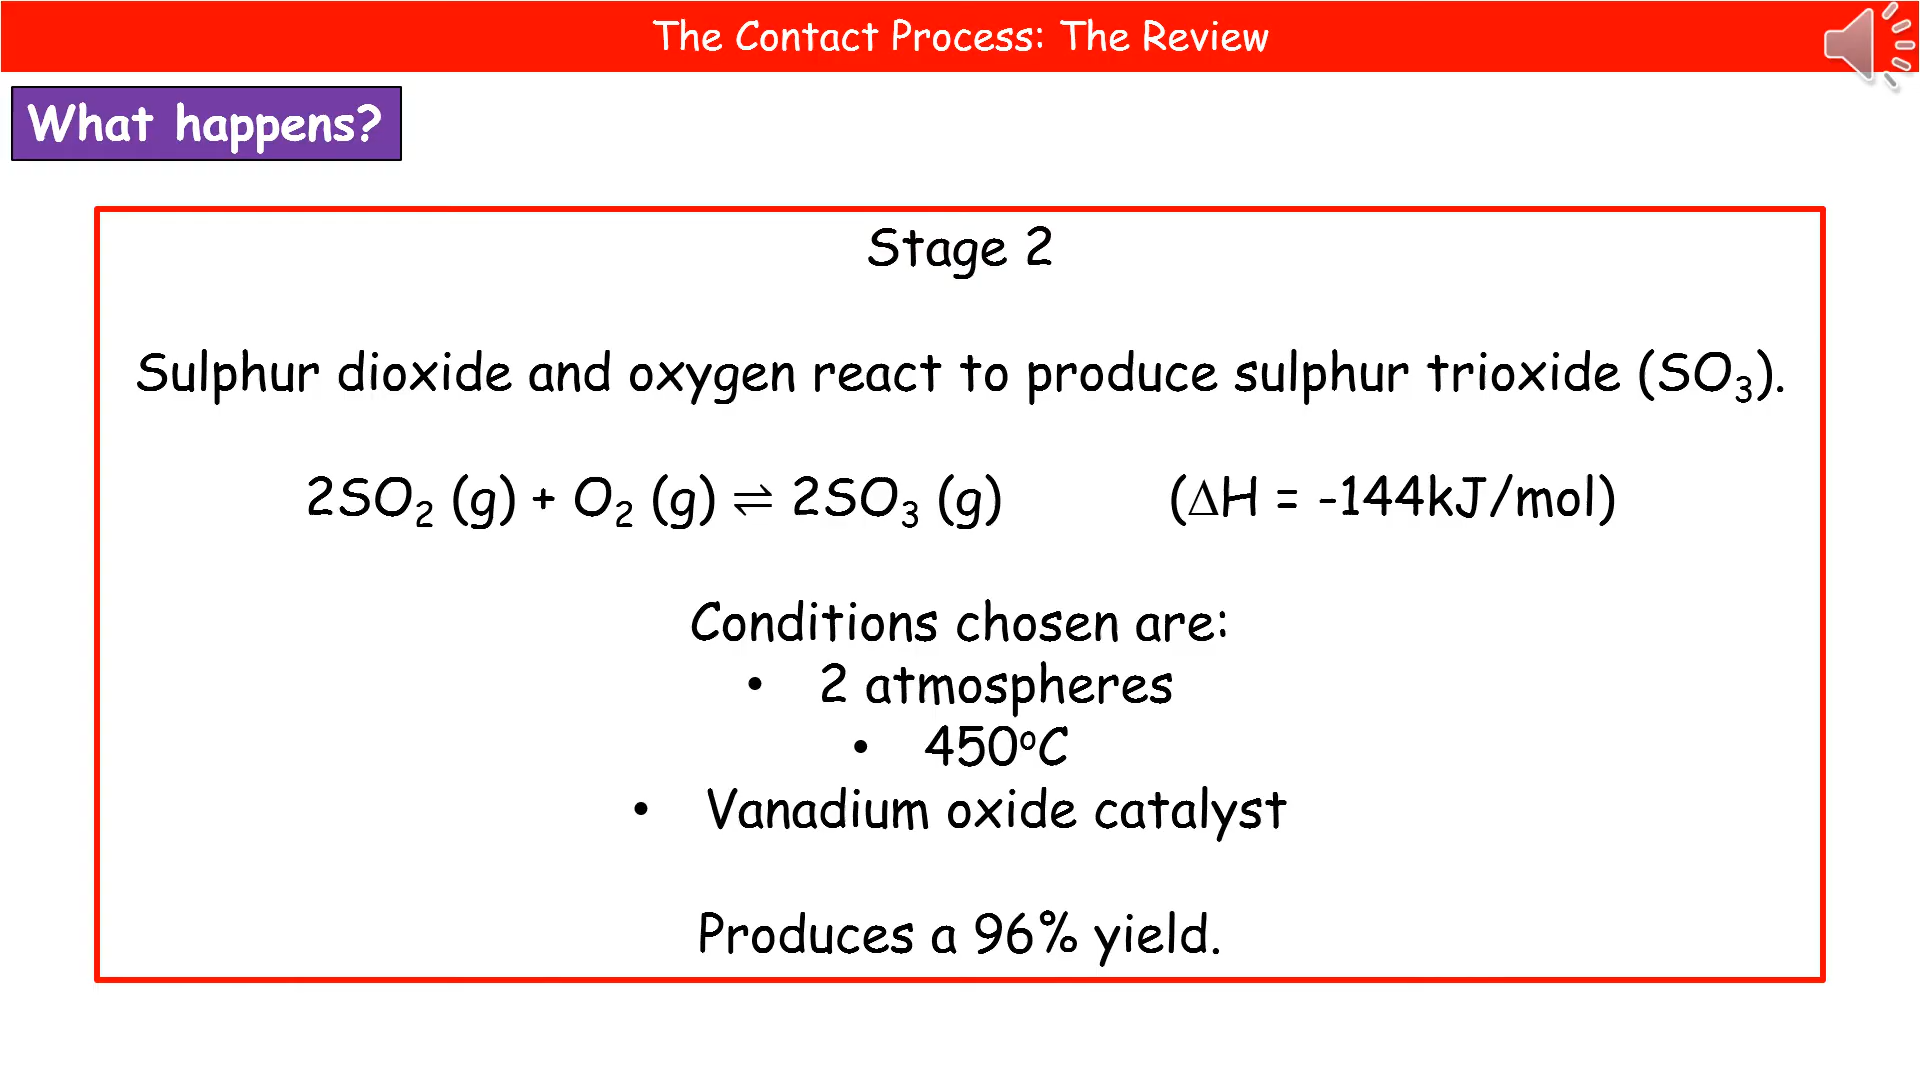 The Contact Process: The Review
What happens?
Stage 2
Sulphur dioxide and oxygen react to produce sulphur trioxide (SO₃).
2SO₂ (g) + O₂ (g) ⇌ 2SO₃ (g) (ΔH = -144kJ/mol)
Conditions chosen are:
• 2 atmospheres
• 450ᵒC
• Vanadium oxide catalyst
Produces a 96% yield.